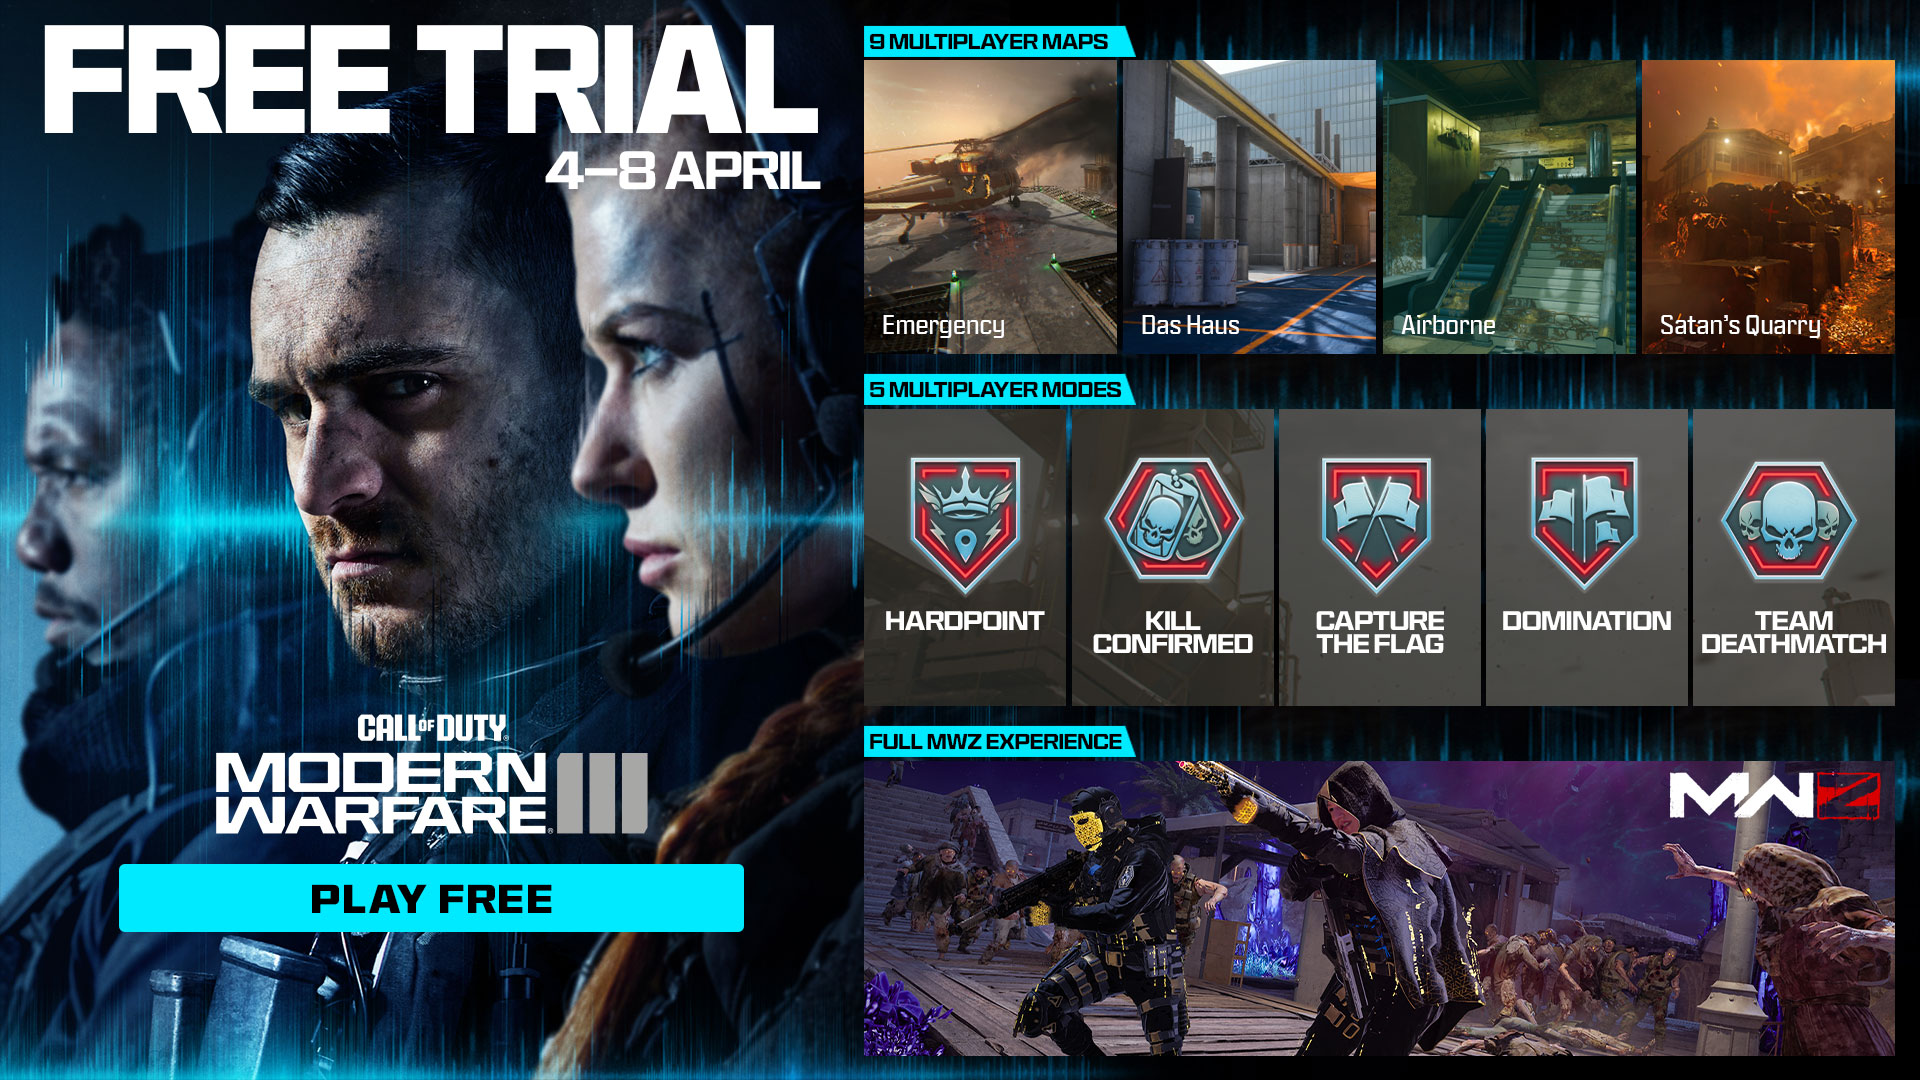 FREE TRIAL
4–8 APRIL
CALL OF DUTY
MODERN
WARFARE III
PLAY FREE
9 MULTIPLAYER MAPS
Emergency
Das Haus
Airborne
Satan's Quarry
5 MULTIPLAYER MODES
HARDPOINT
KILL
CONFIRMED
CAPTURE
THE FLAG
DOMINATION
TEAM
DEATHMATCH
FULL MWZ EXPERIENCE
MWZ